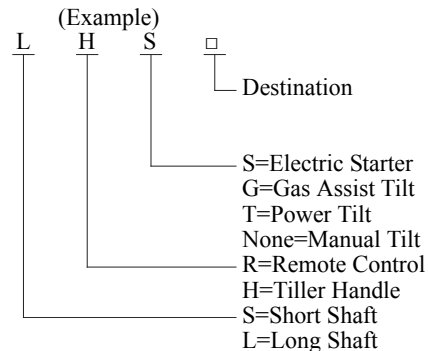 (Example)
L H S □
Destination
S=Electric Starter
G=Gas Assist Tilt
T=Power Tilt
None=Manual Tilt
R=Remote Control
H=Tiller Handle
S=Short Shaft
L=Long Shaft